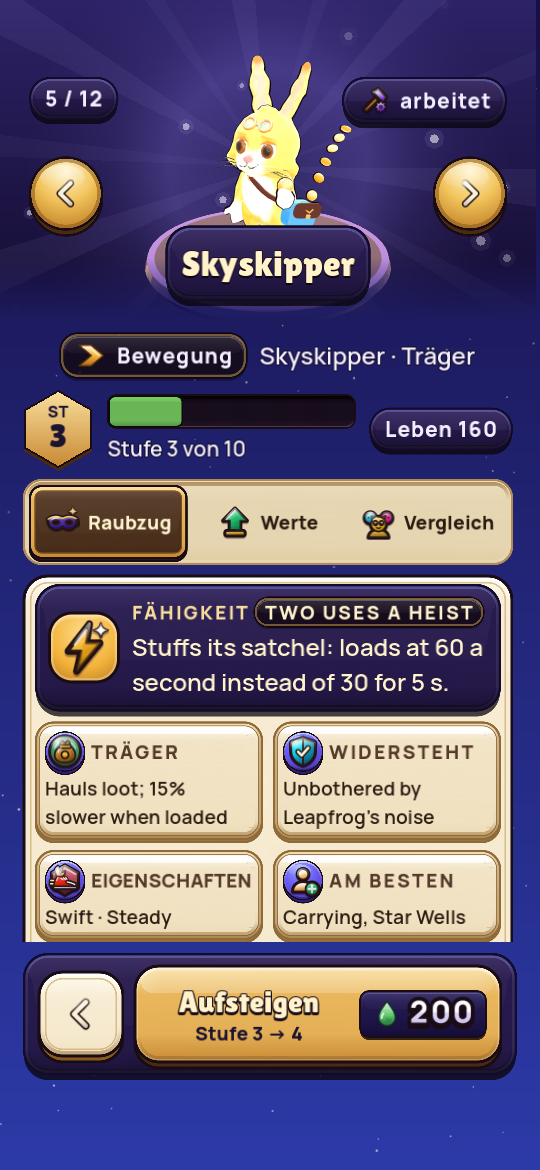 5 / 12
arbeitet
Skyskipper
Bewegung
Skyskipper · Träger
ST
3
Stufe 3 von 10
Leben 160
Raubzug
Werte
Vergleich
FÄHIGKEIT TWO USES A HEIST
Stuffs its satchel: loads at 60 a
second instead of 30 for 5 s.
TRÄGER
Hauls loot; 15%
slower when loaded
WIDERSTEHT
Unbothered by
Leapfrog's noise
EIGENSCHAFTEN
Swift · Steady
AM BESTEN
Carrying, Star Wells
Aufsteigen
Stufe 3 → 4
200